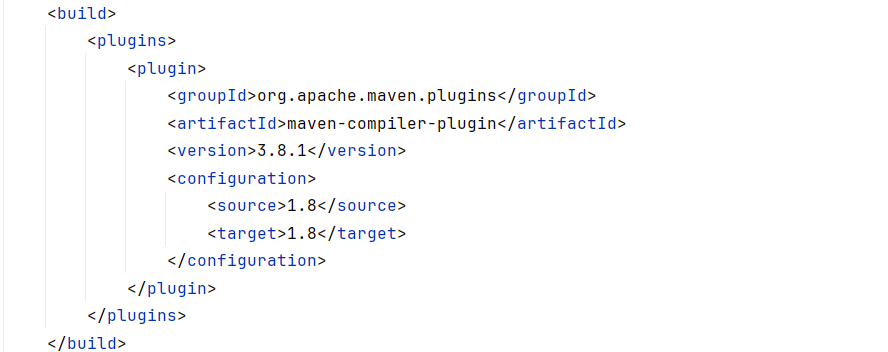 <build>
<plugins>
<plugin>
<groupId>org.apache.maven.plugins</groupId>
<artifactId>maven-compiler-plugin</artifactId>
<version>3.8.1</version>
<configuration>
<source>1.8</source>
<target>1.8</target>
</configuration>
</plugin>
</plugins>
</build>